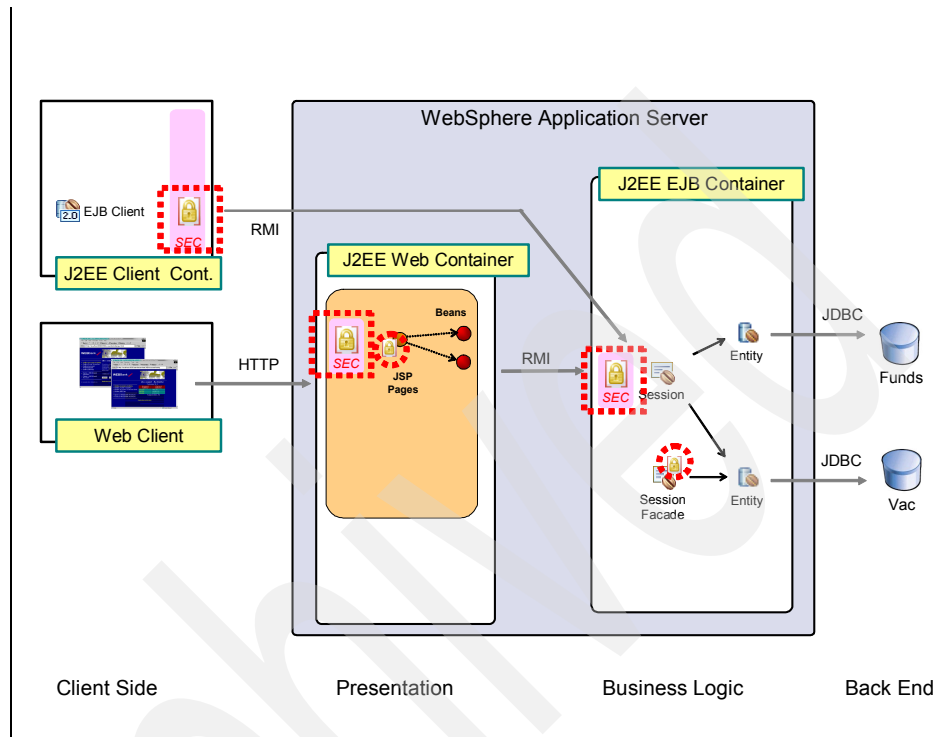 WebSphere Application Server
J2EE EJB Container
2.0
EJB Client
SEC
RMI
J2EE Client Cont.
J2EE Web Container
Beans
JDBC
Entity
Funds
HTTP
SEC
JSP
Pages
RMI
SEC
Session
Web Client
JDBC
Session
Facade
Entity
Vac
Client Side
Presentation
Business Logic
Back End